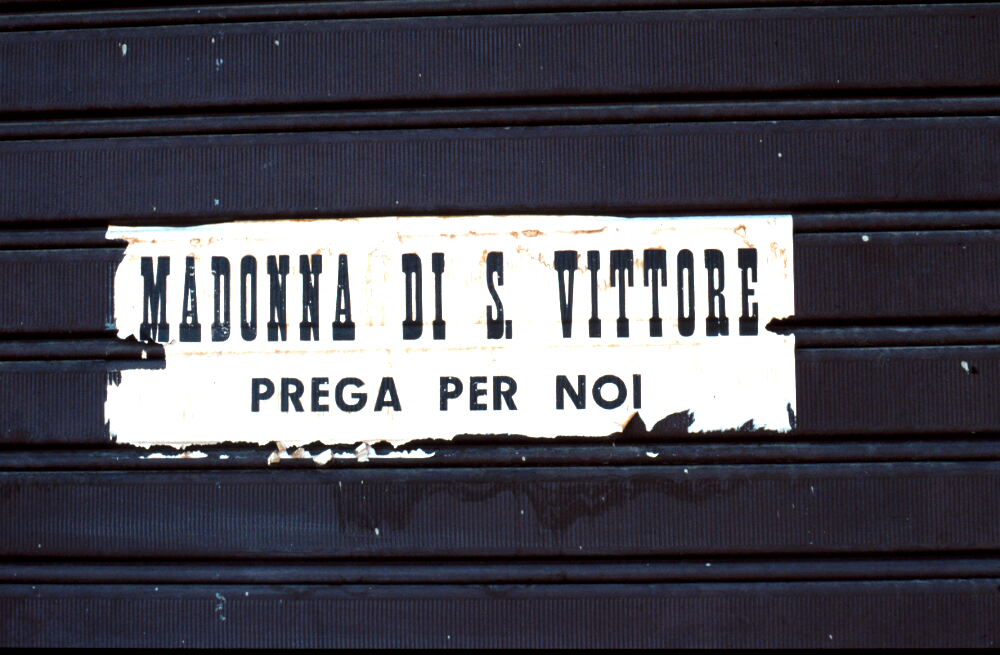 MADONNA DI S. VITTORE
PREGA PER NOI